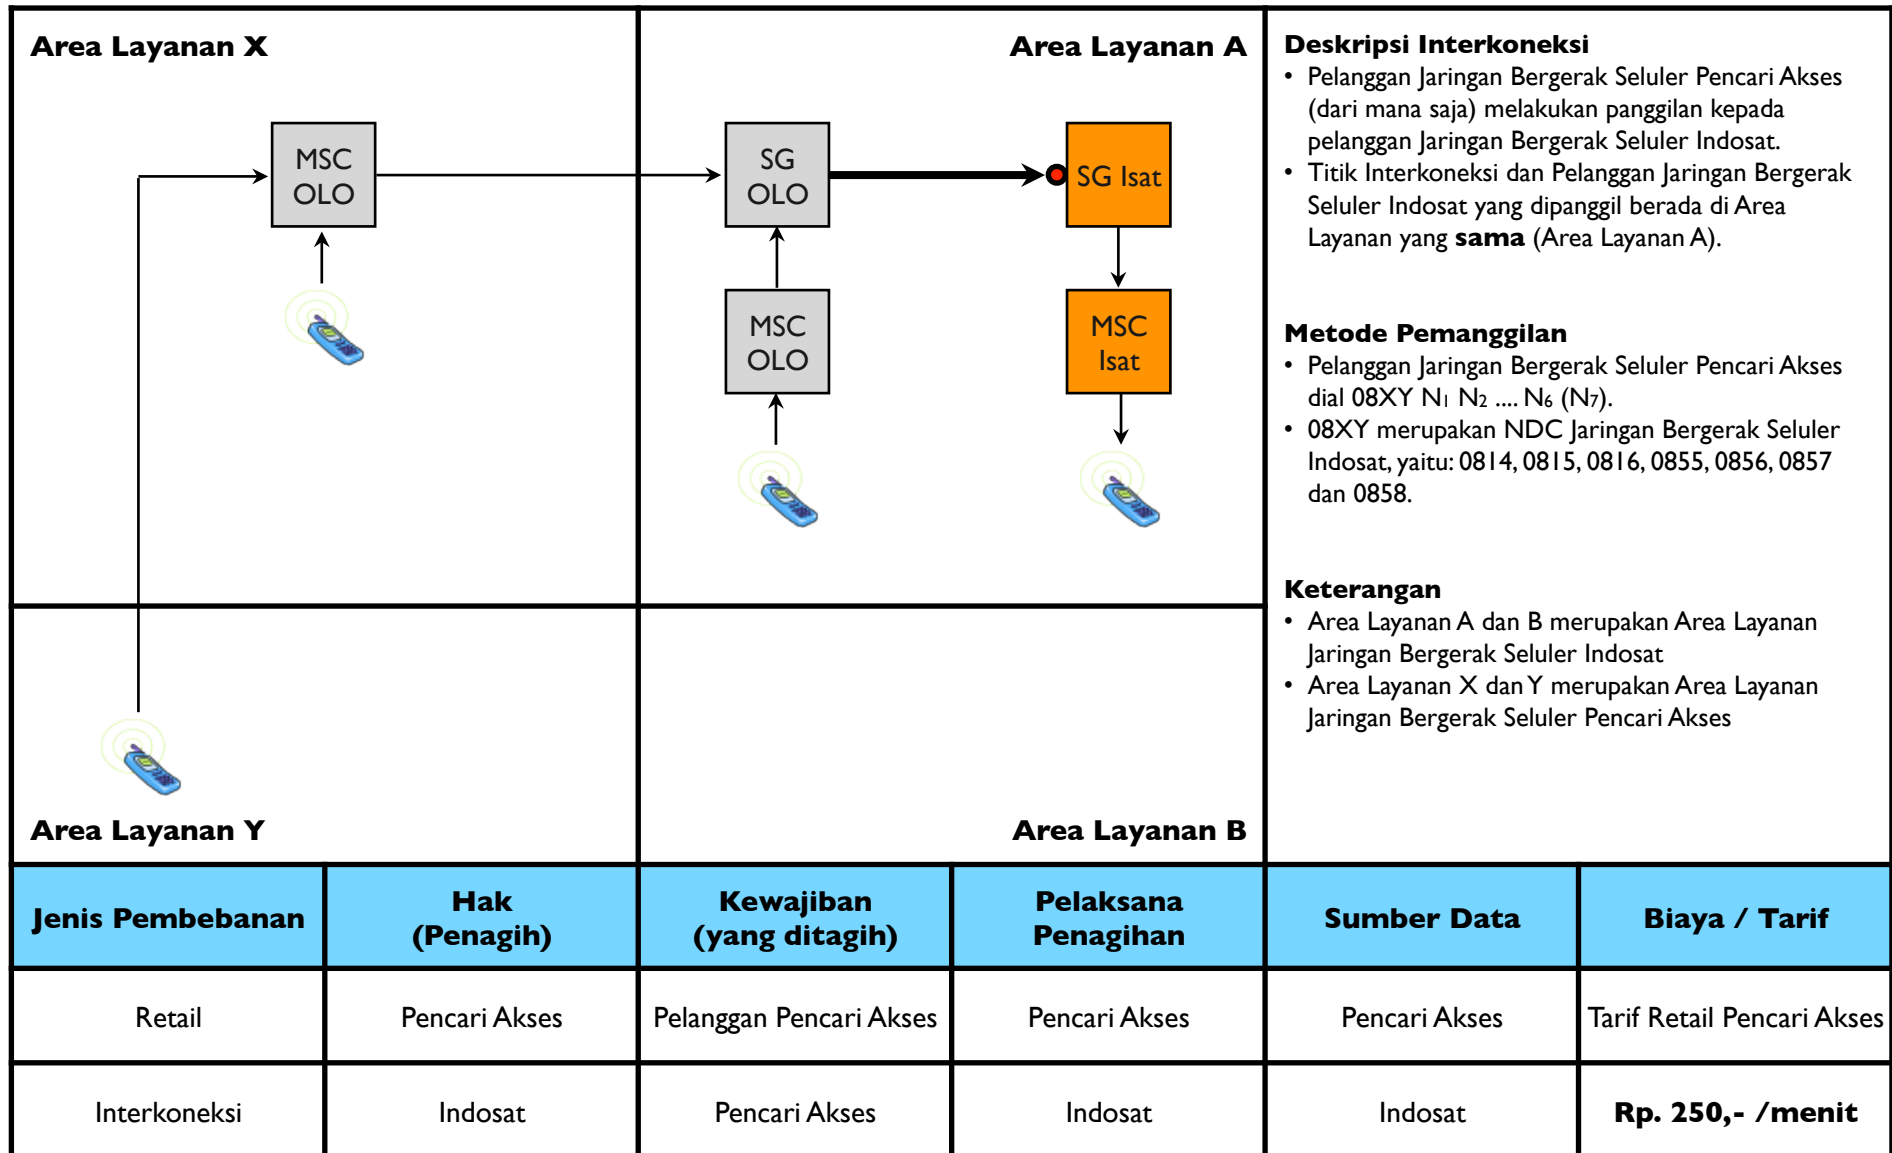 Area Layanan X
Area Layanan A
MSC
OLO
SG
OLO
SG Isat
MSC
OLO
MSC
Isat
Area Layanan Y
Area Layanan B
Deskripsi Interkoneksi
• Pelanggan Jaringan Bergerak Seluler Pencari Akses
(dari mana saja) melakukan panggilan kepada
pelanggan Jaringan Bergerak Seluler Indosat.
• Titik Interkoneksi dan Pelanggan Jaringan Bergerak
Seluler Indosat yang dipanggil berada di Area
Layanan yang sama (Area Layanan A).
Metode Pemanggilan
• Pelanggan Jaringan Bergerak Seluler Pencari Akses
dial 08XY N1 N2 .... N6 (N7).
• 08XY merupakan NDC Jaringan Bergerak Seluler
Indosat, yaitu: 0814, 0815, 0816, 0855, 0856, 0857
dan 0858.
Keterangan
• Area Layanan A dan B merupakan Area Layanan
Jaringan Bergerak Seluler Indosat
• Area Layanan X dan Y merupakan Area Layanan
Jaringan Bergerak Seluler Pencari Akses
Jenis Pembebanan
Hak
(Penagih)
Kewajiban
(yang ditagih)
Pelaksana
Penagihan
Sumber Data
Biaya / Tarif
Retail
Pencari Akses
Pelanggan Pencari Akses
Pencari Akses
Pencari Akses
Tarif Retail Pencari Akses
Interkoneksi
Indosat
Pencari Akses
Indosat
Indosat
Rp. 250,- /menit